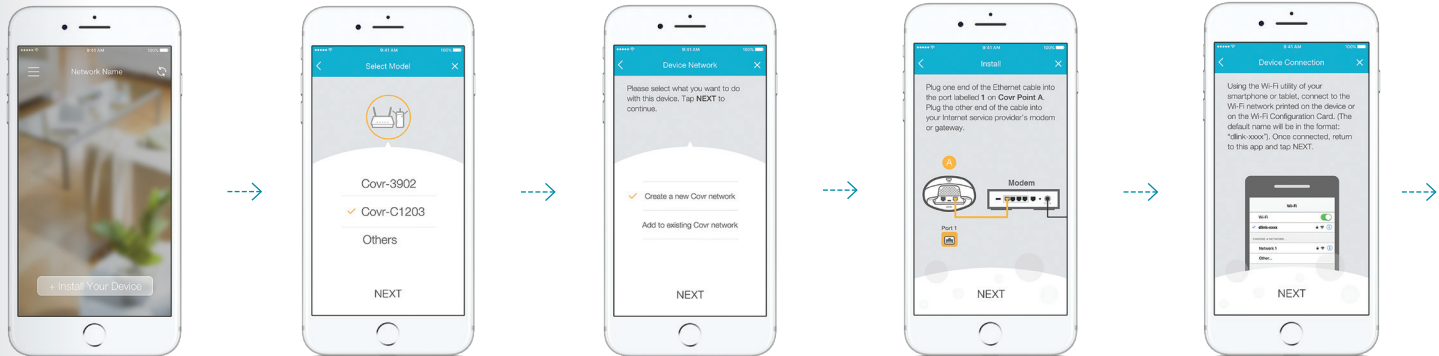 9:41 AM 100%
Network Name
+ Install Your Device
9:41 AM 100%
Select Model
Covr-3902
Covr-C1203
Others
NEXT
9:41 AM 100%
Device Network
Please select what you want to do
with this device. Tap NEXT to
continue.
Create a new Covr network
Add to existing Covr network
NEXT
9:41 AM 100%
Install
Plug one end of the Ethernet cable into
the port labelled 1 on Covr Point A.
Plug the other end of the cable into
your Internet service provider's modem
or gateway.
A
Modem
Port 1
NEXT
9:41 AM 100%
Device Connection
Using the Wi-Fi utility of your
smartphone or tablet, connect to the
Wi-Fi network printed on the device or
on the Wi-Fi Configuration Card. (The
default name will be in the format:
"dlink-xxxx"). Once connected, return
to this app and tap NEXT.
Wi-Fi
Wi-Fi
dlink-xxxx
CHOOSE A NETWORK...
Network 1
Other...
NEXT